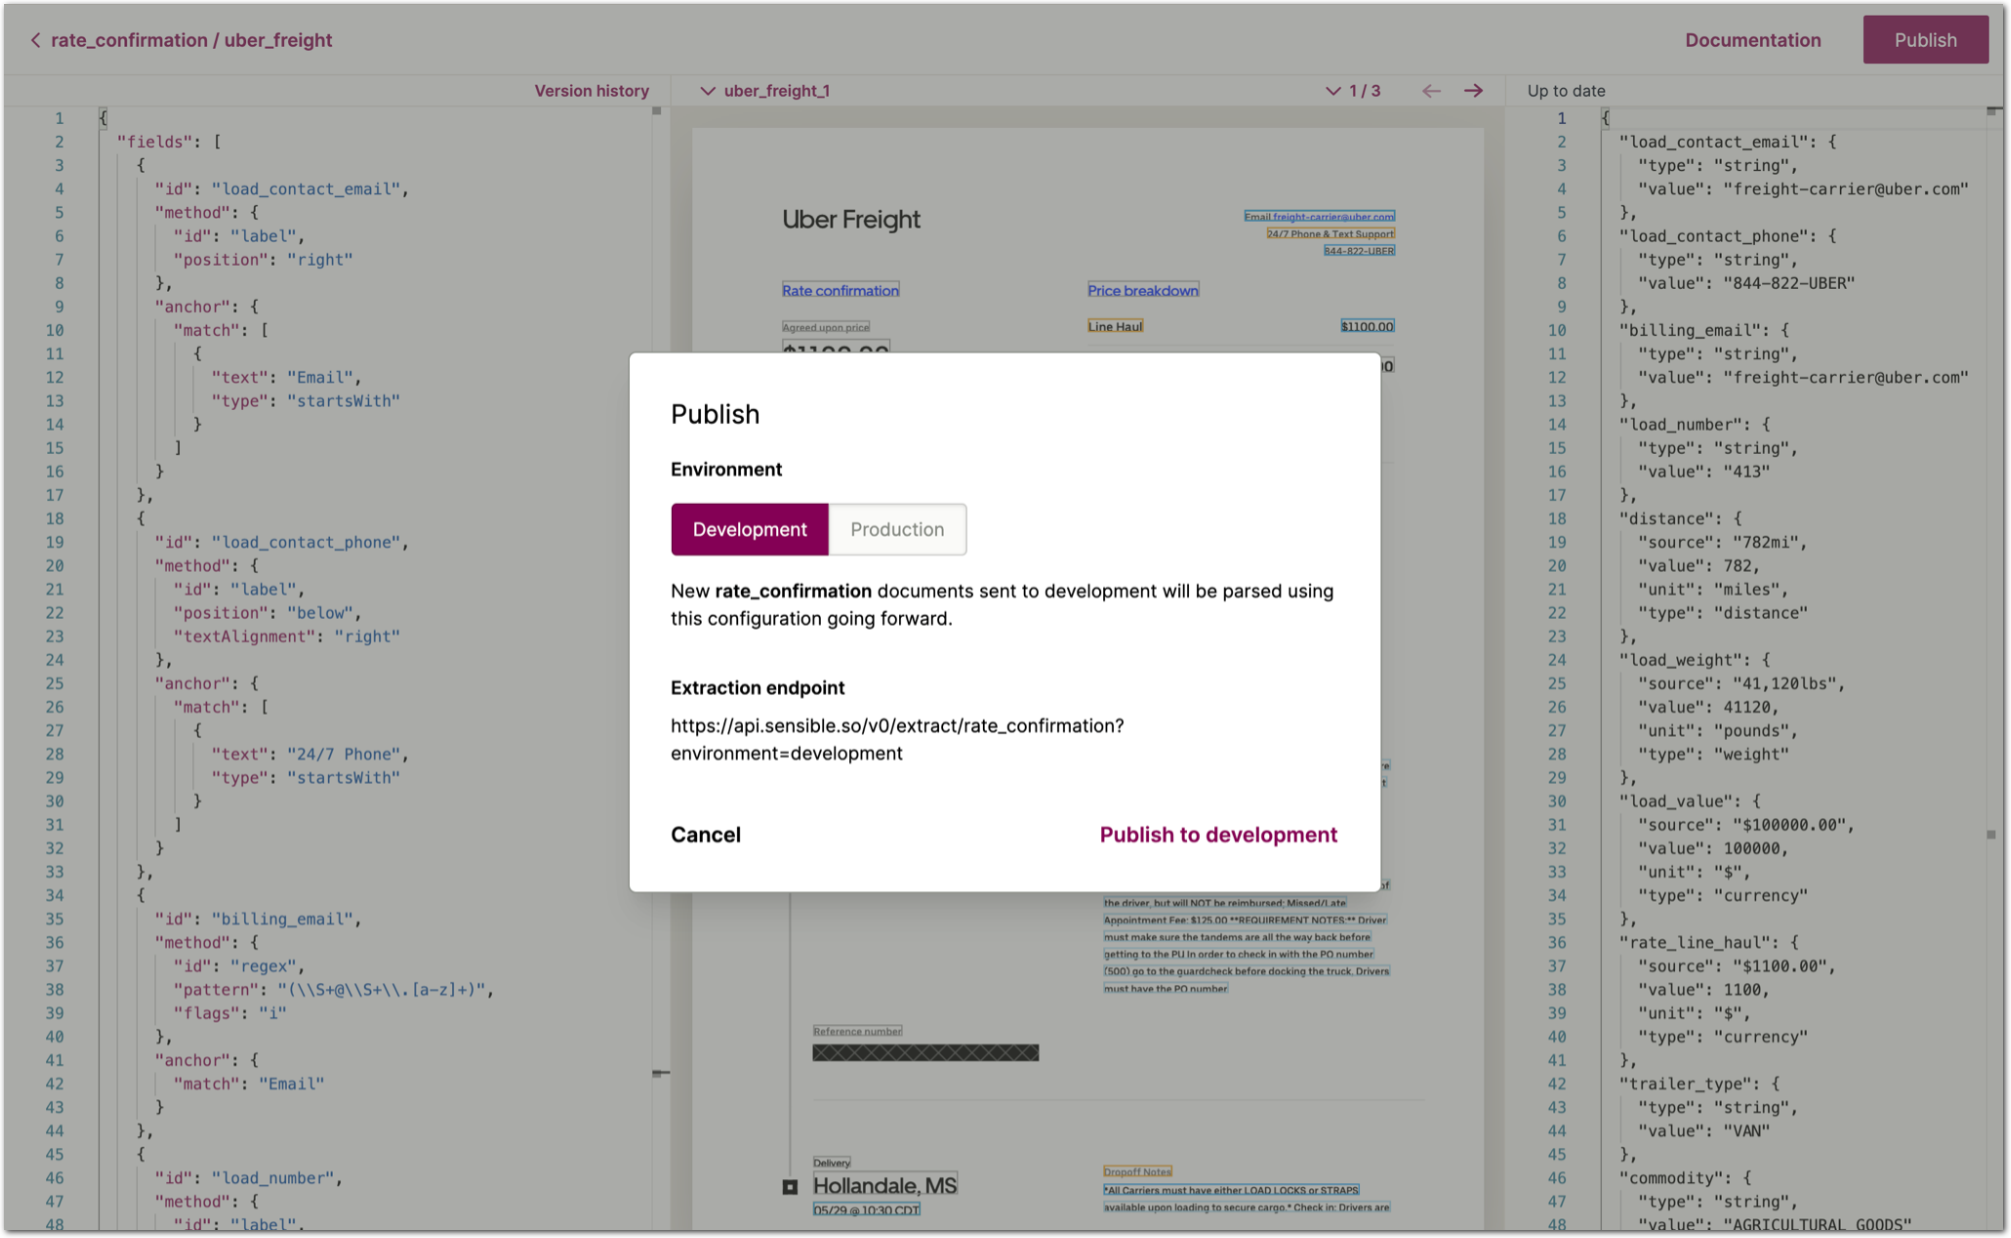 rate_confirmation / uber_freight
Documentation
Publish
Version history
uber_freight_1
1 / 3
Up to date
1 {
2 "fields": [
3 {
4 "id": "load_contact_email",
5 "method": {
6 "id": "label",
7 "position": "right"
8 },
9 "anchor": {
10 "match": [
11 {
12 "text": "Email",
13 "type": "startsWith"
14 }
15 ]
16 }
17 },
18 {
19 "id": "load_contact_phone",
20 "method": {
21 "id": "label",
22 "position": "below",
23 "textAlignment": "right"
24 },
25 "anchor": {
26 "match": [
27 {
28 "text": "24/7 Phone",
29 "type": "startsWith"
30 }
31 ]
32 }
33 },
34 {
35 "id": "billing_email",
36 "method": {
37 "id": "regex",
38 "pattern": "(\\S+@\\S+\\.[a-z]+)",
39 "flags": "i"
40 },
41 "anchor": {
42 "match": "Email"
43 }
44 },
45 {
46 "id": "load_number",
47 "method": {
48 "id": "label",
Uber Freight
Email freight-carrier@uber.com
24/7 Phone & Text Support
844-822-UBER
Rate confirmation
Price breakdown
Agreed upon price
Line Haul
$1100.00
$1100.00
Publish
Environment
Development
Production
New rate_confirmation documents sent to development will be parsed using
this configuration going forward.
Extraction endpoint
https://api.sensible.so/v0/extract/rate_confirmation?
environment=development
Cancel
Publish to development
of
the driver, but will NOT be reimbursed; Missed/Late
Appointment Fee: $125.00 **REQUIREMENT NOTES:** Driver
must make sure the tandems are all the way back before
getting to the PU In order to check in with the PO number
(500) go to the guardcheck before docking the truck. Drivers
must have the PO number
Reference number
Delivery
Hollandale, MS
05/29 @ 10:30 CDT
Dropoff Notes
*All Carriers must have either LOAD LOCKS or STRAPS
available upon loading to secure cargo.* Check in: Drivers are
1 {
2 "load_contact_email": {
3 "type": "string",
4 "value": "freight-carrier@uber.com"
5 },
6 "load_contact_phone": {
7 "type": "string",
8 "value": "844-822-UBER"
9 },
10 "billing_email": {
11 "type": "string",
12 "value": "freight-carrier@uber.com"
13 },
14 "load_number": {
15 "type": "string",
16 "value": "413"
17 },
18 "distance": {
19 "source": "782mi",
20 "value": 782,
21 "unit": "miles",
22 "type": "distance"
23 },
24 "load_weight": {
25 "source": "41,120lbs",
26 "value": 41120,
27 "unit": "pounds",
28 "type": "weight"
29 },
30 "load_value": {
31 "source": "$100000.00",
32 "value": 100000,
33 "unit": "$",
34 "type": "currency"
35 },
36 "rate_line_haul": {
37 "source": "$1100.00",
38 "value": 1100,
39 "unit": "$",
40 "type": "currency"
41 },
42 "trailer_type": {
43 "type": "string",
44 "value": "VAN"
45 },
46 "commodity": {
47 "type": "string",
48 "value": "AGRICULTURAL GOODS"